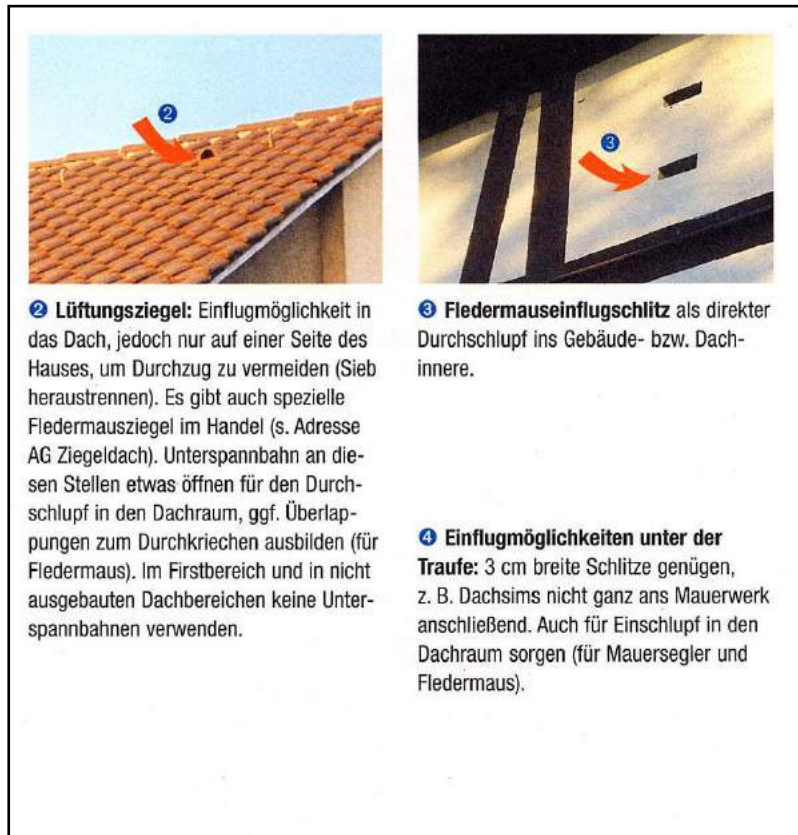 2
3
❷ Lüftungsziegel: Einflugmöglichkeit in
das Dach, jedoch nur auf einer Seite des
Hauses, um Durchzug zu vermeiden (Sieb
heraustrennen). Es gibt auch spezielle
Fledermausziegel im Handel (s. Adresse
AG Ziegeldach). Unterspannbahn an die-
sen Stellen etwas öffnen für den Durch-
schlupf in den Dachraum, ggf. Überlap-
pungen zum Durchkriechen ausbilden (für
Fledermaus). Im Firstbereich und in nicht
ausgebauten Dachbereichen keine Unter-
spannbahnen verwenden.
❸ Fledermauseinflugschlitz als direkter
Durchschlupf ins Gebäude- bzw. Dach-
innere.
❹ Einflugmöglichkeiten unter der
Traufe: 3 cm breite Schlitze genügen,
z. B. Dachsims nicht ganz ans Mauerwerk
anschließend. Auch für Einschlupf in den
Dachraum sorgen (für Mauersegler und
Fledermaus).